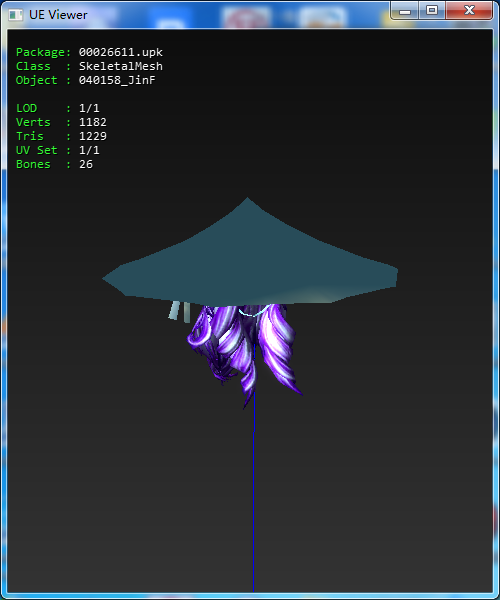 UE Viewer
Package: 00026611.upk
Class : SkeletalMesh
Object : 040158_JinF
LOD : 1/1
Verts : 1182
Tris : 1229
UV Set : 1/1
Bones : 26